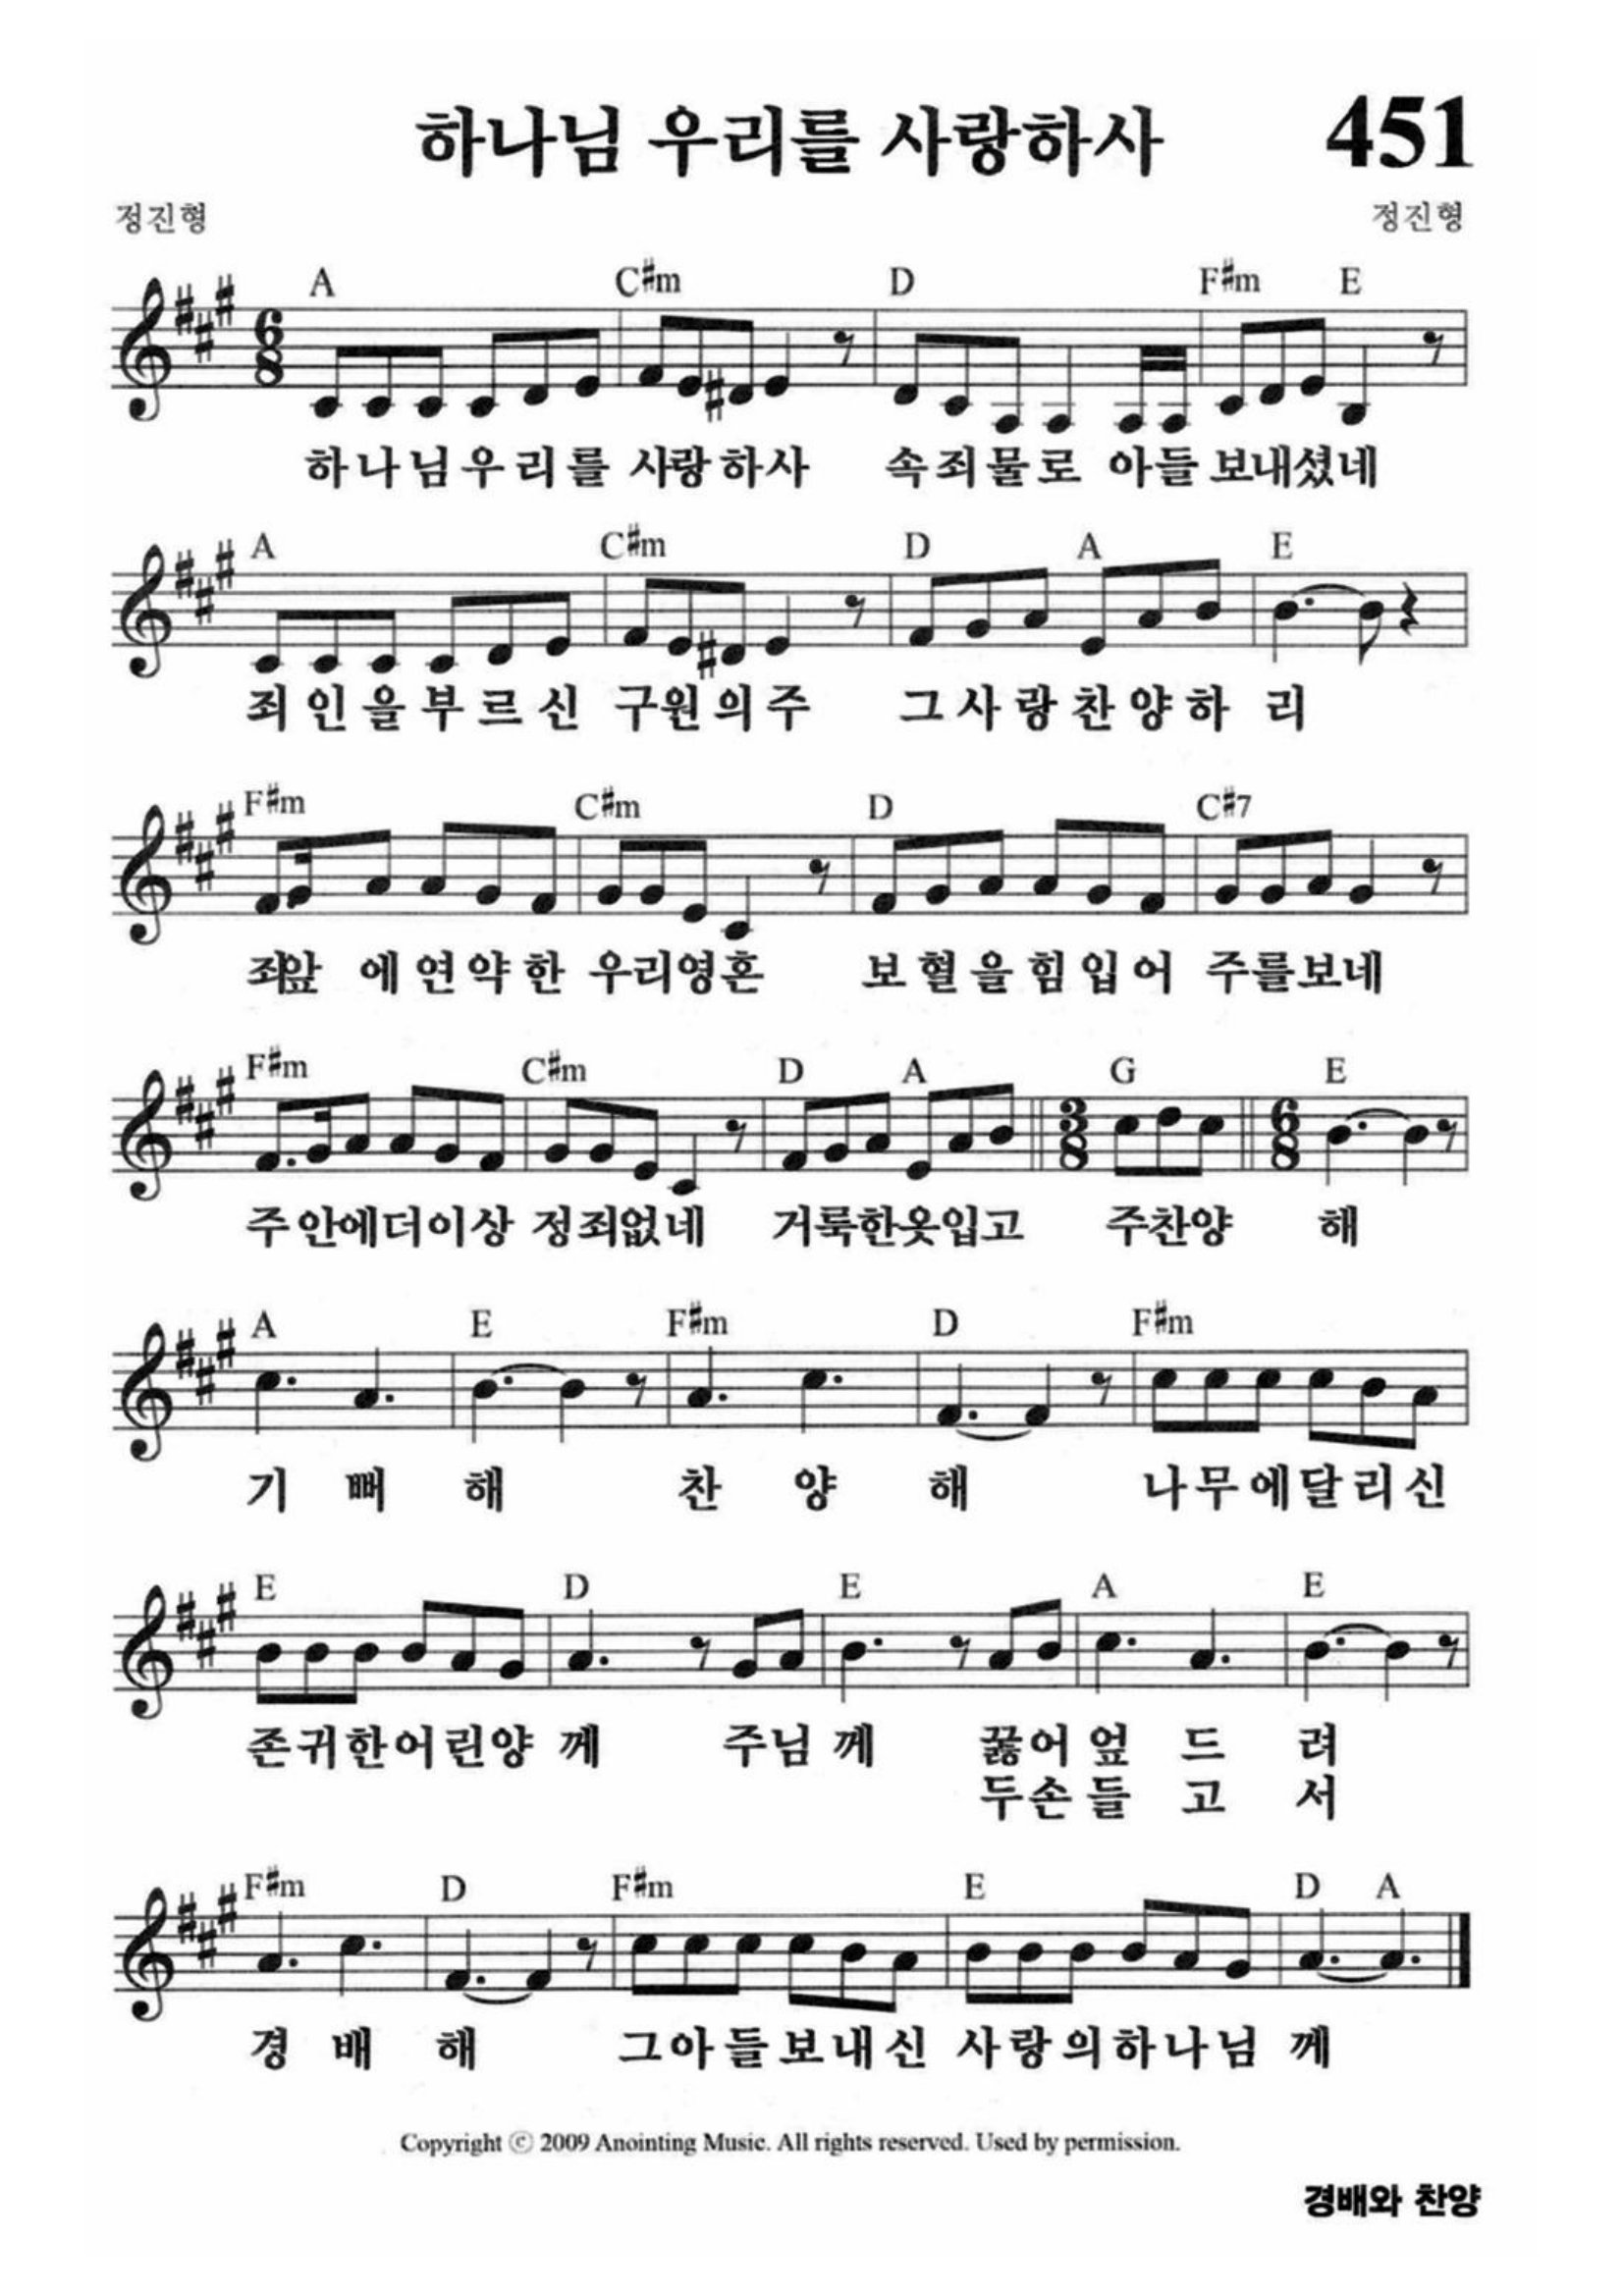 하나님 우리를 사랑하사 451
정진형 정진형
A C#m D F#m E
6 8
하나님우리를 사랑하사 속죄물로 아들 보내셨네
A C#m D A E
죄인을부르신 구원의주 그사랑찬양하리
F#m C#m D C#7
죄앞에연약한 우리영혼 보혈을힘입어 주를보네
F#m C#m D A G E
3 8 6 8
주안에더이상 정죄없네 거룩한옷입고 주찬양 해
A E F#m D F#m
기 뻐 해 찬 양 해 나무에달리신
E D E A E
존귀한어린양 께 주님 께 꿇어 엎 드 려
두손 들 고 서
F#m D F#m E D A
경 배 해 그아들보내신 사랑의하나님 께
Copyright ⓒ 2009 Anointing Music. All rights reserved. Used by permission.
경배와 찬양